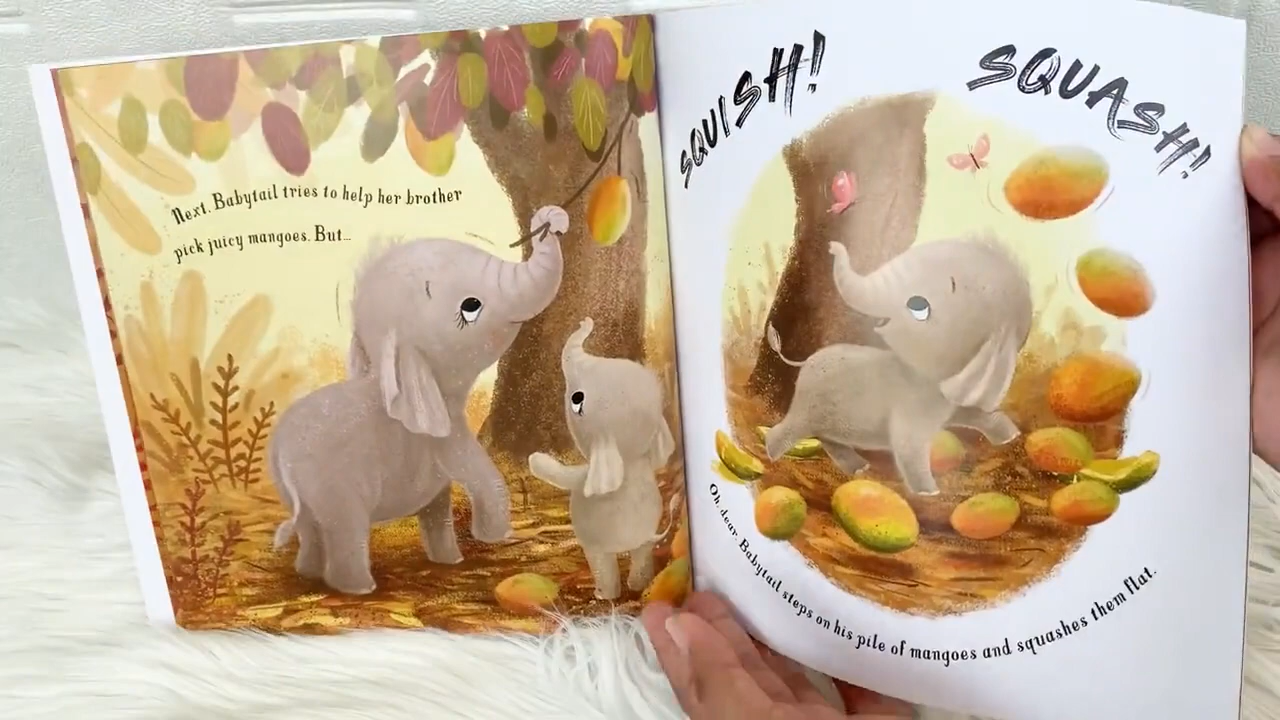 Next, Babytail tries to help her brother
pick juicy mangoes. But...
SQUISH!
SQUASH!
Oh, dear. Babytail steps on his pile of mangoes and squashes them flat.